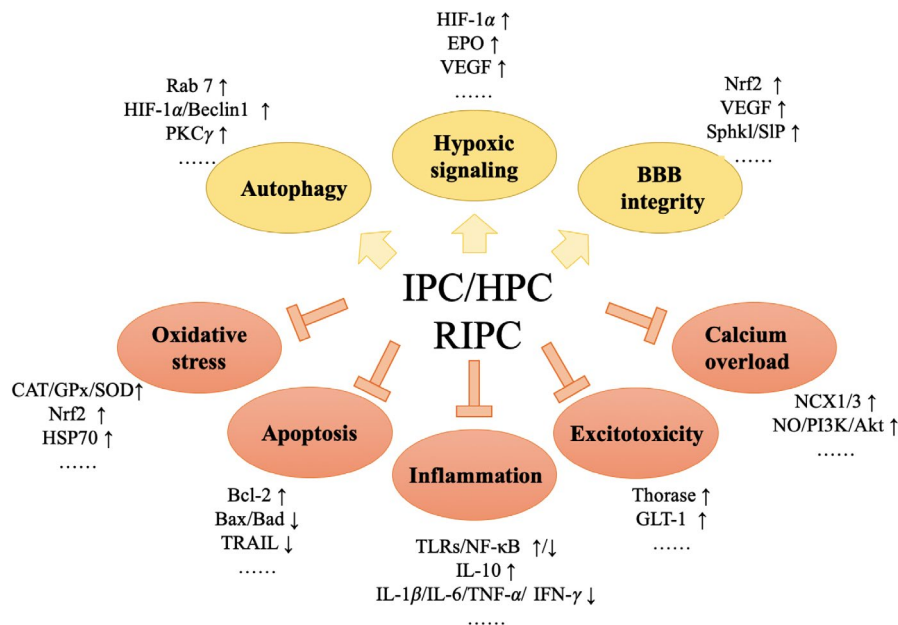 HIF-1α ↑
EPO ↑
VEGF ↑
……
Hypoxic
signaling
Rab 7 ↑
HIF-1α/Beclin1 ↑
PKCγ ↑
……
Autophagy
Nrf2 ↑
VEGF ↑
Sphkl/SlP ↑
……
BBB
integrity
IPC/HPC
RIPC
Oxidative
stress
CAT/GPx/SOD↑
Nrf2 ↑
HSP70 ↑
……
Apoptosis
Bcl-2 ↑
Bax/Bad ↓
TRAIL ↓
……
Inflammation
TLRs/NF-κB ↑/↓
IL-10 ↑
IL-1β/IL-6/TNF-α/ IFN-γ ↓
……
Excitotoxicity
Thorase ↑
GLT-1 ↑
……
Calcium
overload
NCX1/3 ↑
NO/PI3K/Akt ↑
……